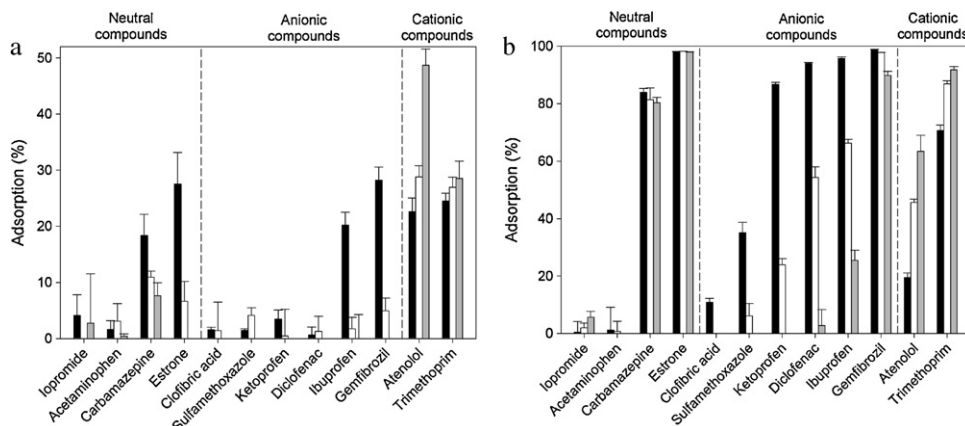 a
Neutral
compounds
Anionic
compounds
Cationic
compounds
Adsorption (%)
50
40
30
20
10
0
Iopromide
Acetaminophen
Carbamazepine
Estrone
Clofibric acid
Sulfamethoxazole
Ketoprofen
Diclofenac
Ibuprofen
Gemfibrozil
Atenolol
Trimethoprim
b
Neutral
compounds
Anionic
compounds
Cationic
compounds
Adsorption (%)
100
80
60
40
20
0
Iopromide
Acetaminophen
Carbamazepine
Estrone
Clofibric acid
Sulfamethoxazole
Ketoprofen
Diclofenac
Ibuprofen
Gemfibrozil
Atenolol
Trimethoprim